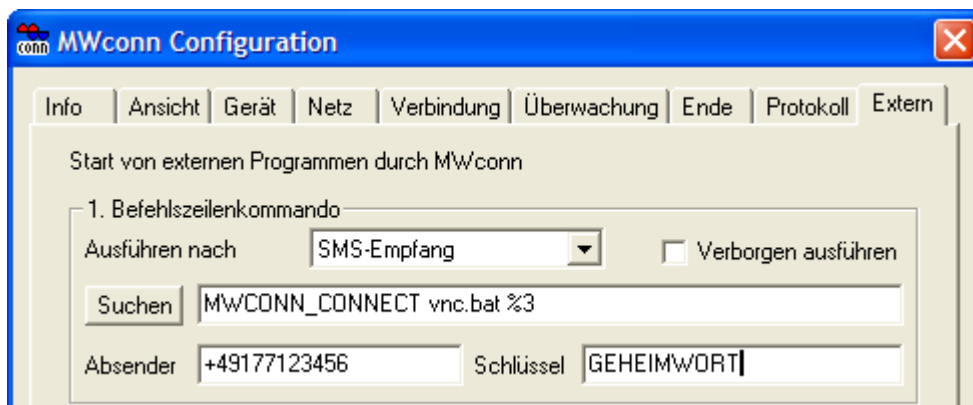 conn MWconn Configuration
Info Ansicht Gerät Netz Verbindung Überwachung Ende Protokoll Extern
Start von externen Programmen durch MWconn
1. Befehlszeilenkommando
Ausführen nach SMS-Empfang Verborgen ausführen
Suchen MWCONN_CONNECT vnc.bat %3
Absender +49177123456 Schlüssel GEHEIMWORT